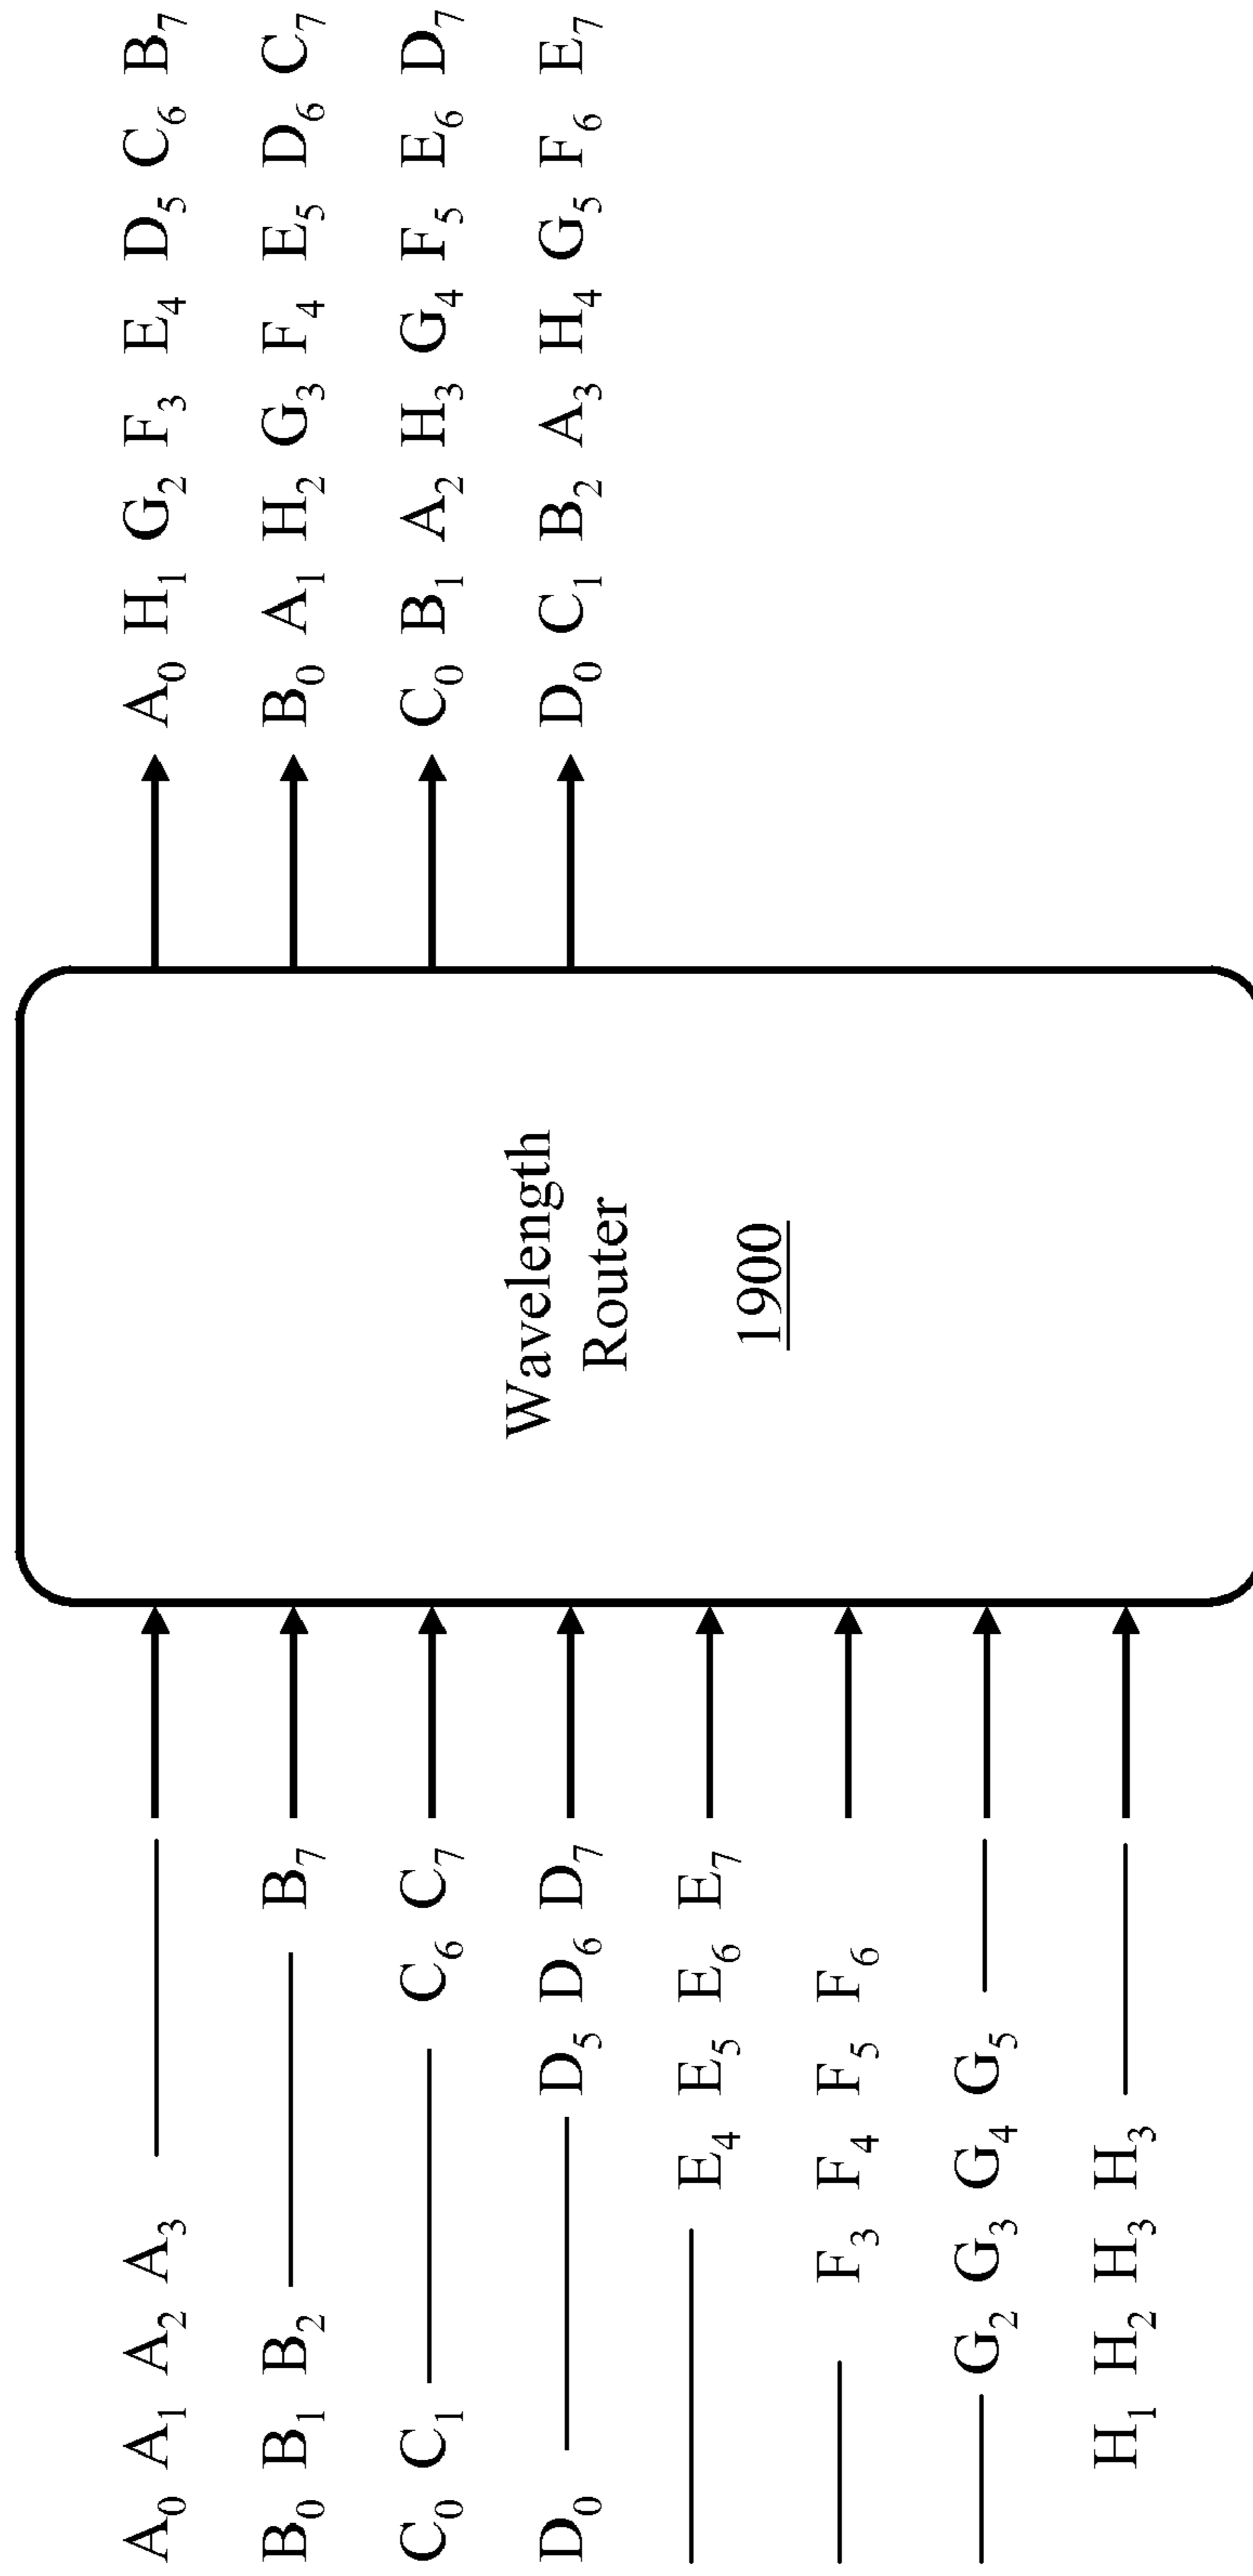 A₀ A₁ A₂ A₃
B₀ B₁ B₂ B₇
C₀ C₁ C₆ C₇
D₀ D₅ D₆ D₇
E₄ E₅ E₆ E₇
F₃ F₄ F₅ F₆
G₂ G₃ G₄ G₅
H₁ H₂ H₃ H₃
Wavelength
Router
1900
A₀ H₁ G₂ F₃ E₄ D₅ C₆ B₇
B₀ A₁ H₂ G₃ F₄ E₅ D₆ C₇
C₀ B₁ A₂ H₃ G₄ F₅ E₆ D₇
D₀ C₁ B₂ A₃ H₄ G₅ F₆ E₇